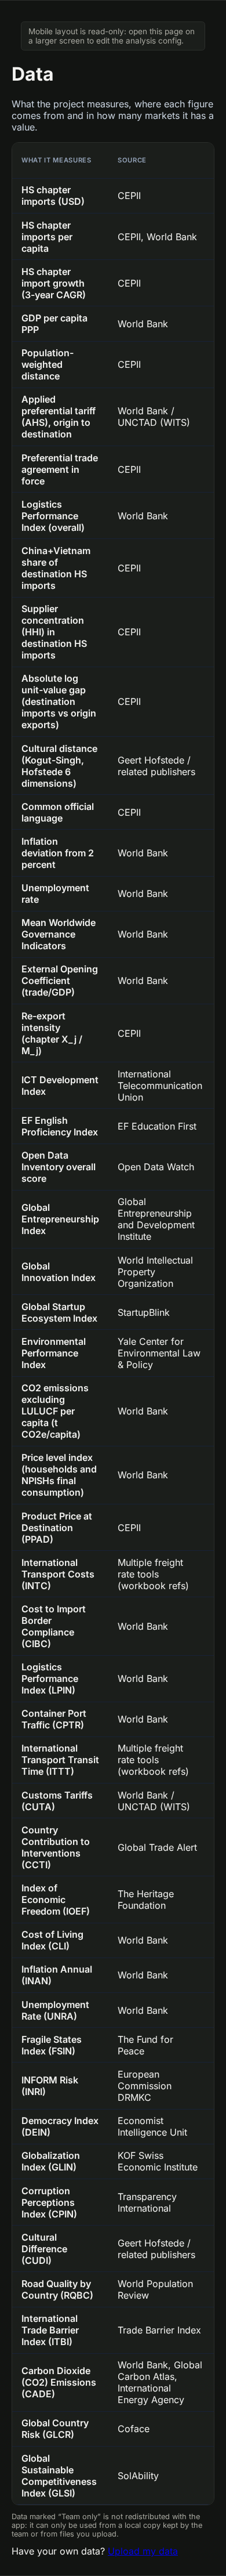 Mobile layout is read-only: open this page on
a larger screen to edit the analysis config.
Data
What the project measures, where each figure
comes from and in how many markets it has a
value.
WHAT IT MEASURES SOURCE
HS chapter
imports (USD)
CEPII
HS chapter
imports per
capita
CEPII, World Bank
HS chapter
import growth
(3-year CAGR)
CEPII
GDP per capita
PPP
World Bank
Population-
weighted
distance
CEPII
Applied
preferential tariff
(AHS), origin to
destination
World Bank /
UNCTAD (WITS)
Preferential trade
agreement in
force
CEPII
Logistics
Performance
Index (overall)
World Bank
China+Vietnam
share of
destination HS
imports
CEPII
Supplier
concentration
(HHI) in
destination HS
imports
CEPII
Absolute log
unit-value gap
(destination
imports vs origin
exports)
CEPII
Cultural distance
(Kogut-Singh,
Hofstede 6
dimensions)
Geert Hofstede /
related publishers
Common official
language
CEPII
Inflation
deviation from 2
percent
World Bank
Unemployment
rate
World Bank
Mean Worldwide
Governance
Indicators
World Bank
External Opening
Coefficient
(trade/GDP)
World Bank
Re-export
intensity
(chapter X_j /
M_j)
CEPII
ICT Development
Index
International
Telecommunication
Union
EF English
Proficiency Index
EF Education First
Open Data
Inventory overall
score
Open Data Watch
Global
Entrepreneurship
Index
Global
Entrepreneurship
and Development
Institute
Global
Innovation Index
World Intellectual
Property
Organization
Global Startup
Ecosystem Index
StartupBlink
Environmental
Performance
Index
Yale Center for
Environmental Law
& Policy
CO2 emissions
excluding
LULUCF per
capita (t
CO2e/capita)
World Bank
Price level index
(households and
NPISHs final
consumption)
World Bank
Product Price at
Destination
(PPAD)
CEPII
International
Transport Costs
(INTC)
Multiple freight
rate tools
(workbook refs)
Cost to Import
Border
Compliance
(CIBC)
World Bank
Logistics
Performance
Index (LPIN)
World Bank
Container Port
Traffic (CPTR)
World Bank
International
Transport Transit
Time (ITTT)
Multiple freight
rate tools
(workbook refs)
Customs Tariffs
(CUTA)
World Bank /
UNCTAD (WITS)
Country
Contribution to
Interventions
(CCTI)
Global Trade Alert
Index of
Economic
Freedom (IOEF)
The Heritage
Foundation
Cost of Living
Index (CLI)
World Bank
Inflation Annual
(INAN)
World Bank
Unemployment
Rate (UNRA)
World Bank
Fragile States
Index (FSIN)
The Fund for
Peace
INFORM Risk
(INRI)
European
Commission
DRMKC
Democracy Index
(DEIN)
Economist
Intelligence Unit
Globalization
Index (GLIN)
KOF Swiss
Economic Institute
Corruption
Perceptions
Index (CPIN)
Transparency
International
Cultural
Difference
(CUDI)
Geert Hofstede /
related publishers
Road Quality by
Country (RQBC)
World Population
Review
International
Trade Barrier
Index (ITBI)
Trade Barrier Index
Carbon Dioxide
(CO2) Emissions
(CADE)
World Bank, Global
Carbon Atlas,
International
Energy Agency
Global Country
Risk (GLCR)
Coface
Global
Sustainable
Competitiveness
Index (GLSI)
SolAbility
Data marked “Team only” is not redistributed with the
app: it can only be used from a local copy kept by the
team or from files you upload.
Have your own data?